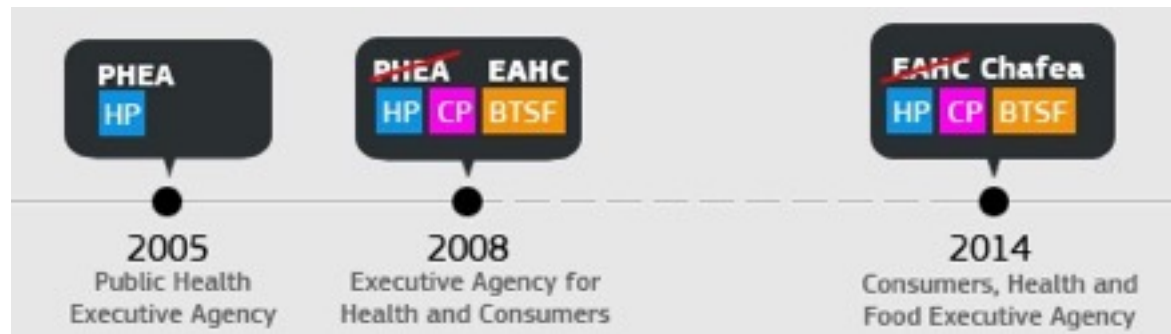 PHEA
HP
2005
Public Health
Executive Agency
PHEA EAHC
HP CP BTSF
2008
Executive Agency for
Health and Consumers
EAHC Chafea
HP CP BTSF
2014
Consumers, Health and
Food Executive Agency